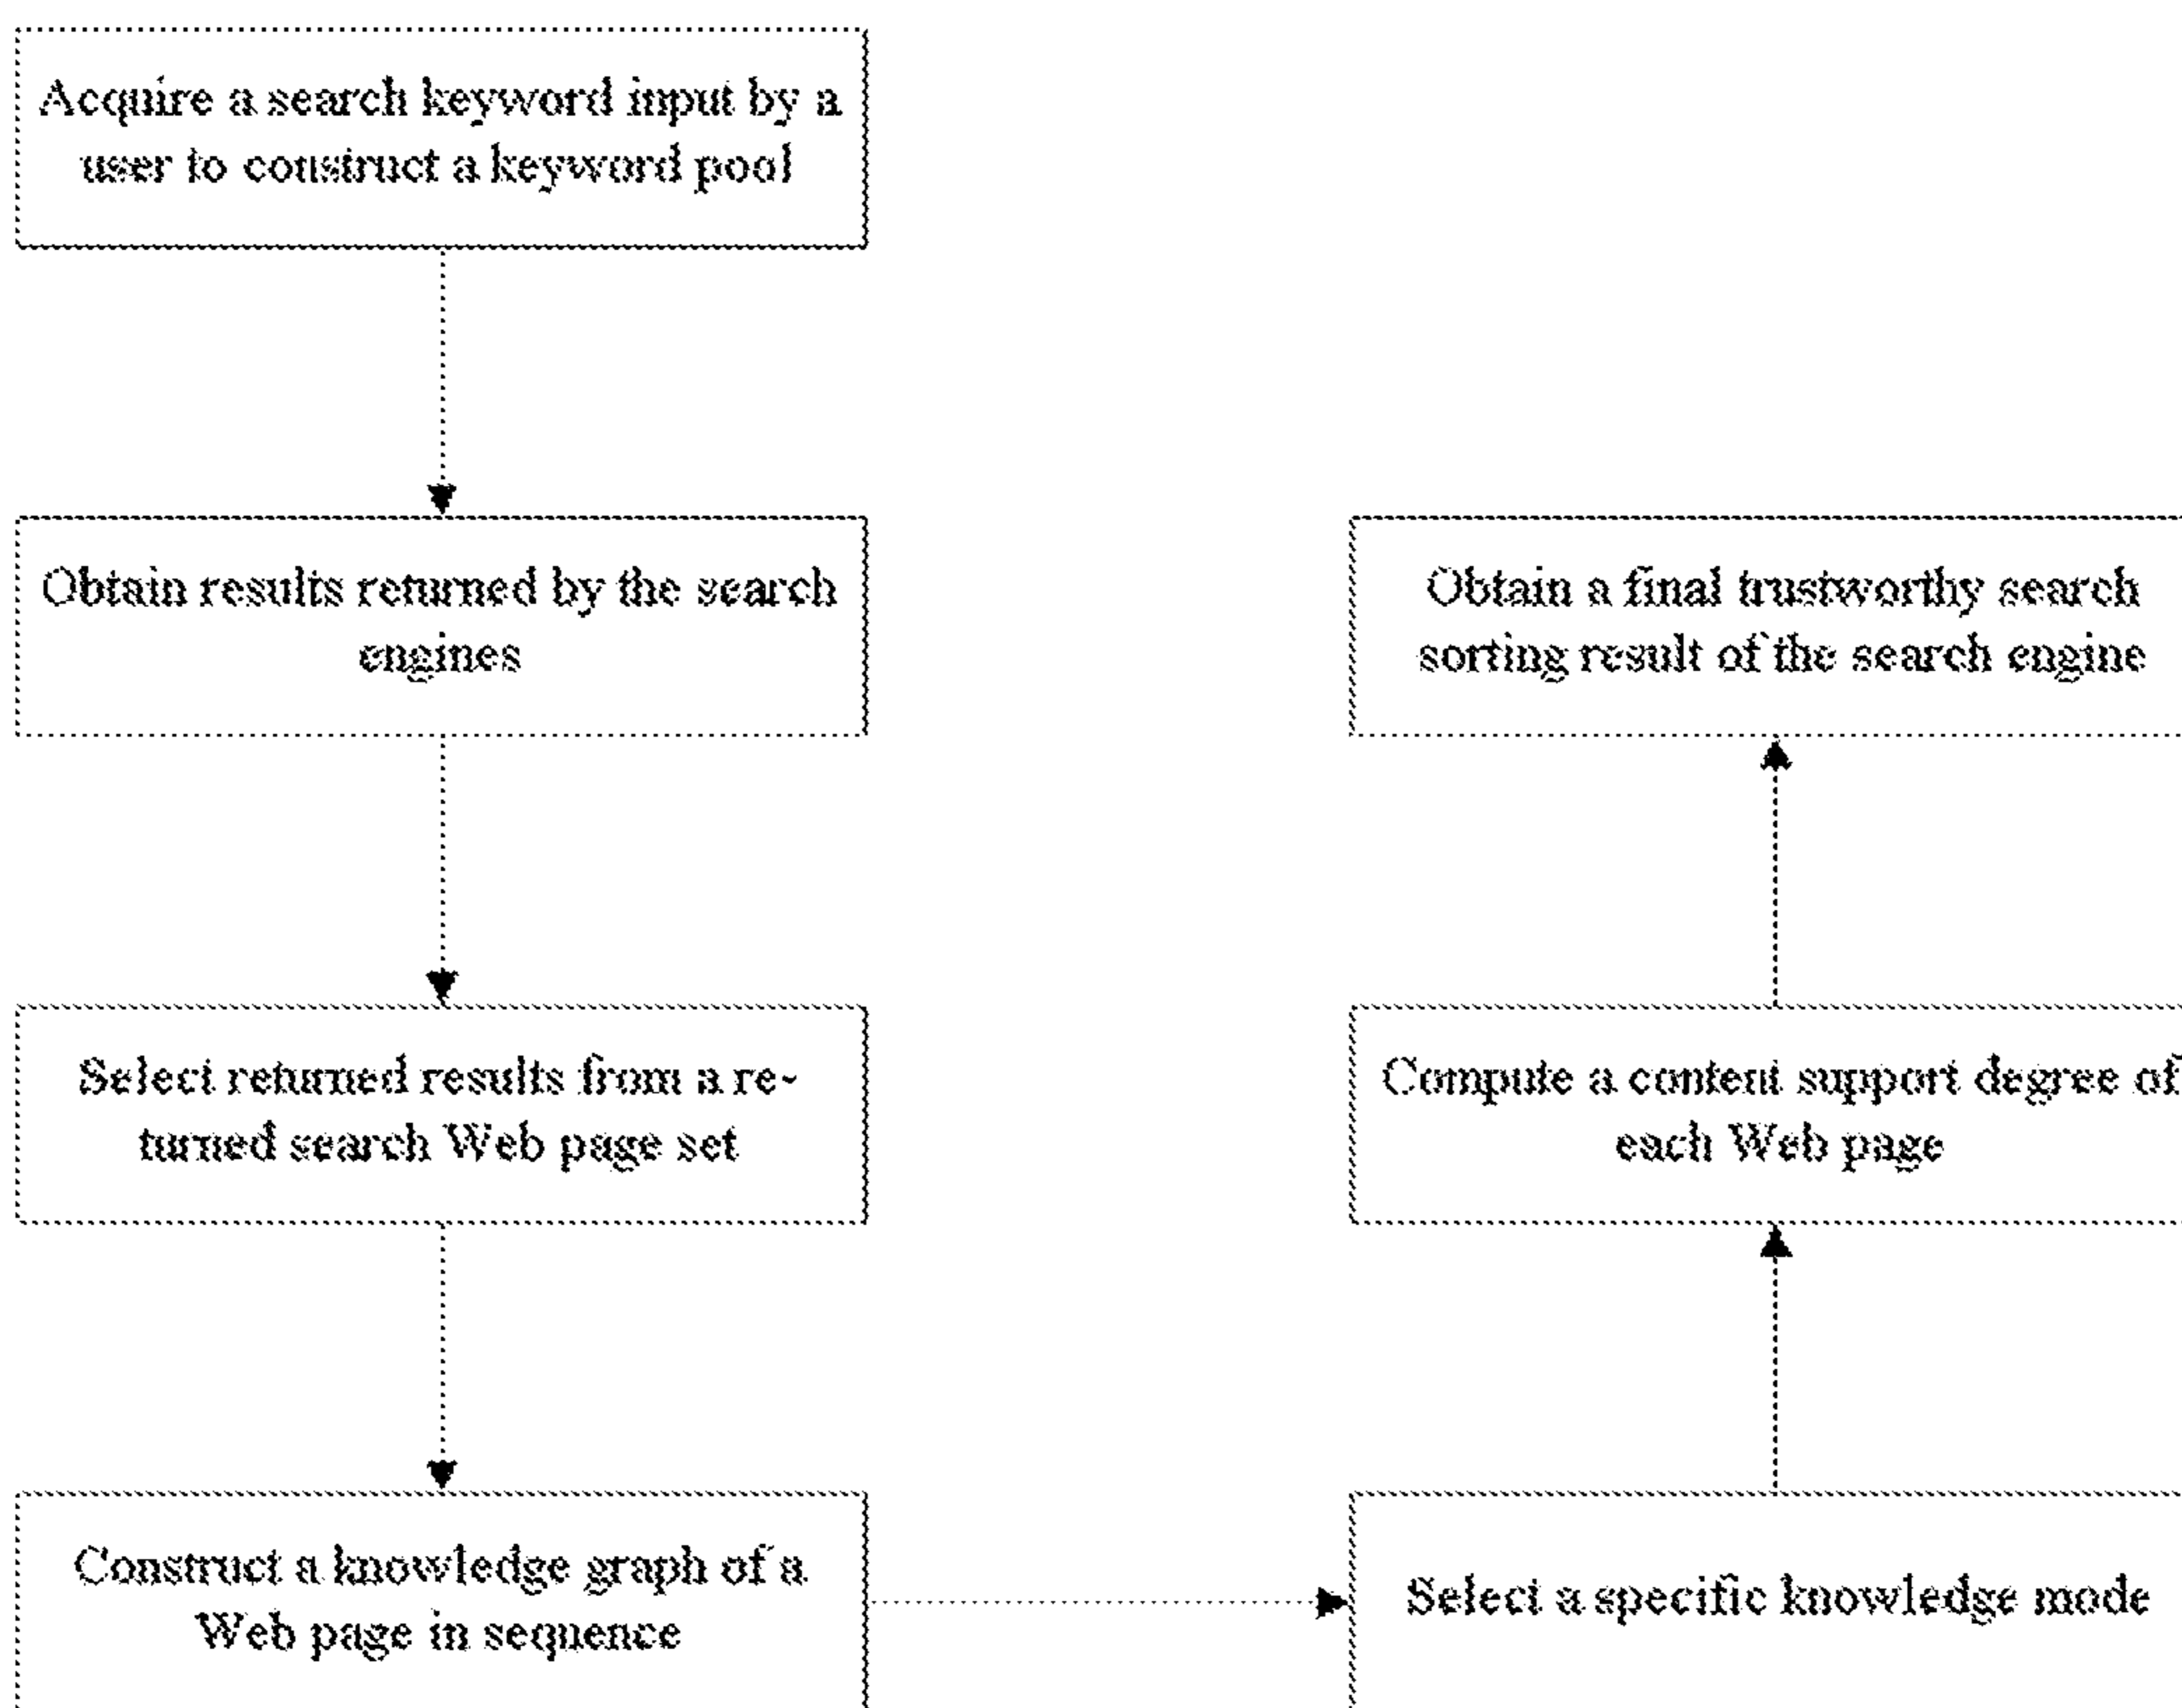 Acquire a search keyword input by a
user to construct a keyword pool
Obtain results returned by the search
engines
Select returned results from a re-
turned search Web page set
Construct a knowledge graph of a
Web page in sequence
Select a specific knowledge mode
Compute a content support degree of
each Web page
Obtain a final trustworthy search
sorting result of the search engine